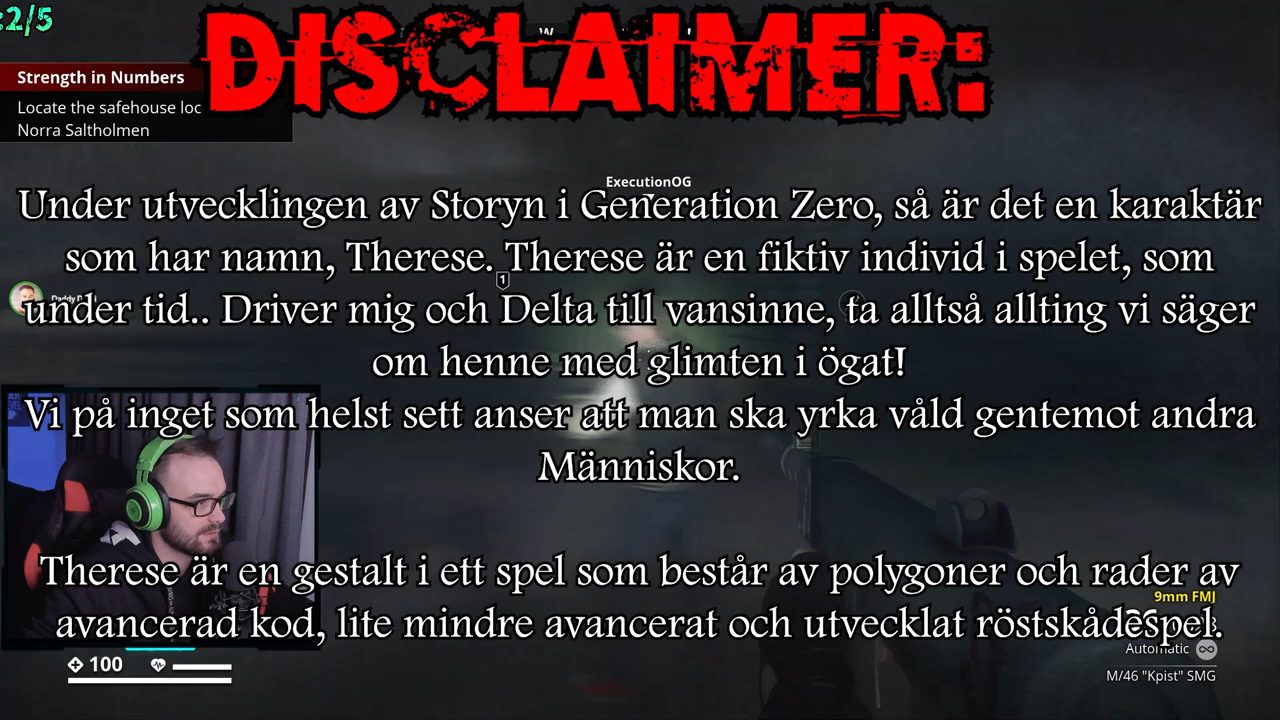 :2/5
DISCLAIMER:
Strength in Numbers
Locate the safehouse loc
Norra Saltholmen
ExecutionOG
Under utvecklingen av Storyn i Generation Zero, så är det en karaktär
som har namn, Therese. Therese är en fiktiv individ i spelet, som
1
under tid.. Driver mig och Delta till vansinne, ta alltså allting vi säger
om henne med glimten i ögat!
Vi på inget som helst sett anser att man ska yrka våld gentemot andra
Människor.
Therese är en gestalt i ett spel som består av polygoner och rader av
9mm FMJ
avancerad kod, lite mindre avancerat och utvecklat röstskådespel.
Automatic
100
M/46 "Kpist" SMG